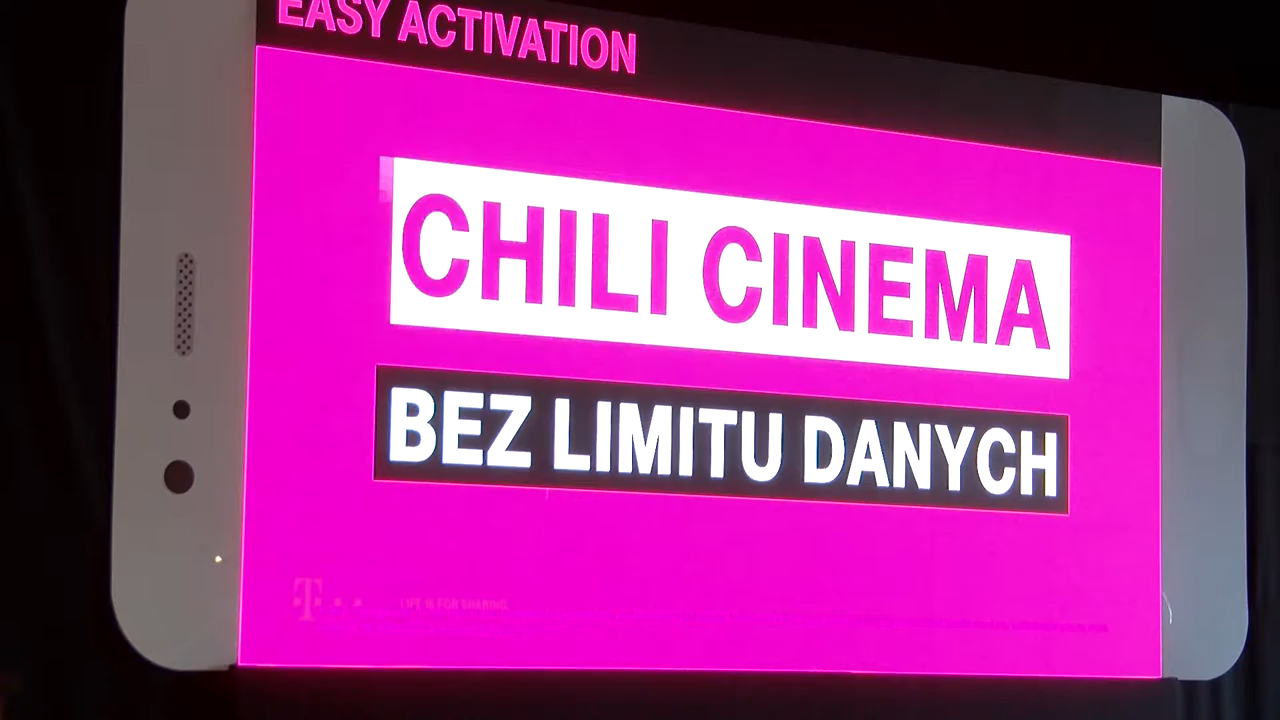 EASY ACTIVATION
CHILI CINEMA
BEZ LIMITU DANYCH
T
LIFE IS FOR SHARING.